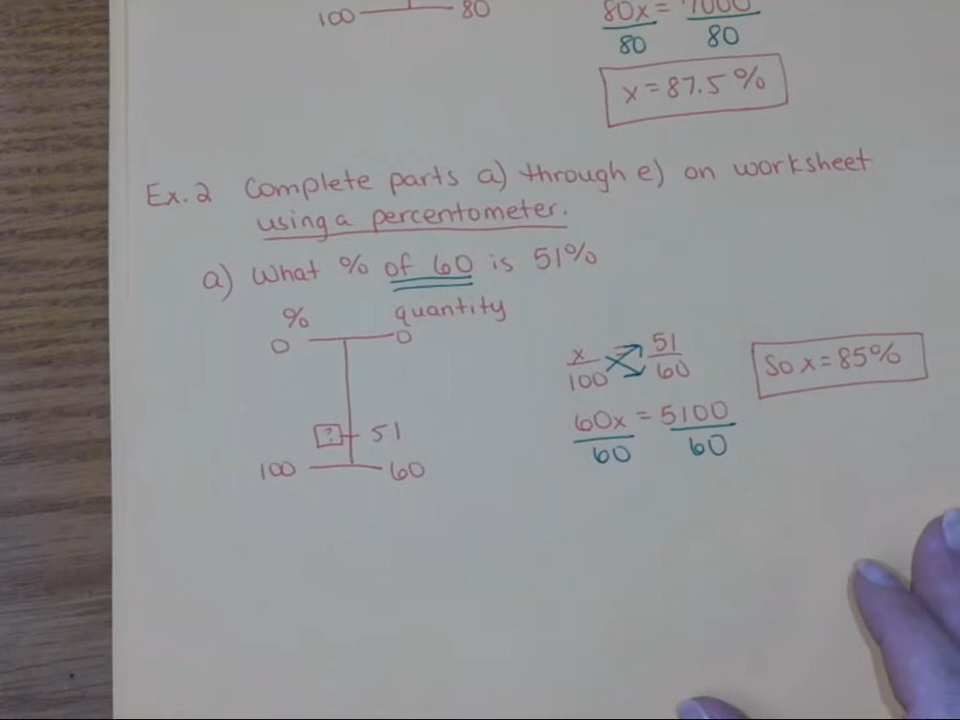 100 80
80x = 7000
80 80
x = 87.5 %
Ex. 2 Complete parts a) through e) on worksheet
using a percentometer.
a) What % of 60 is 51%
% quantity
0 0
x/100 51/60
So x = 85%
? 51
60x = 5100
60 60
100 60